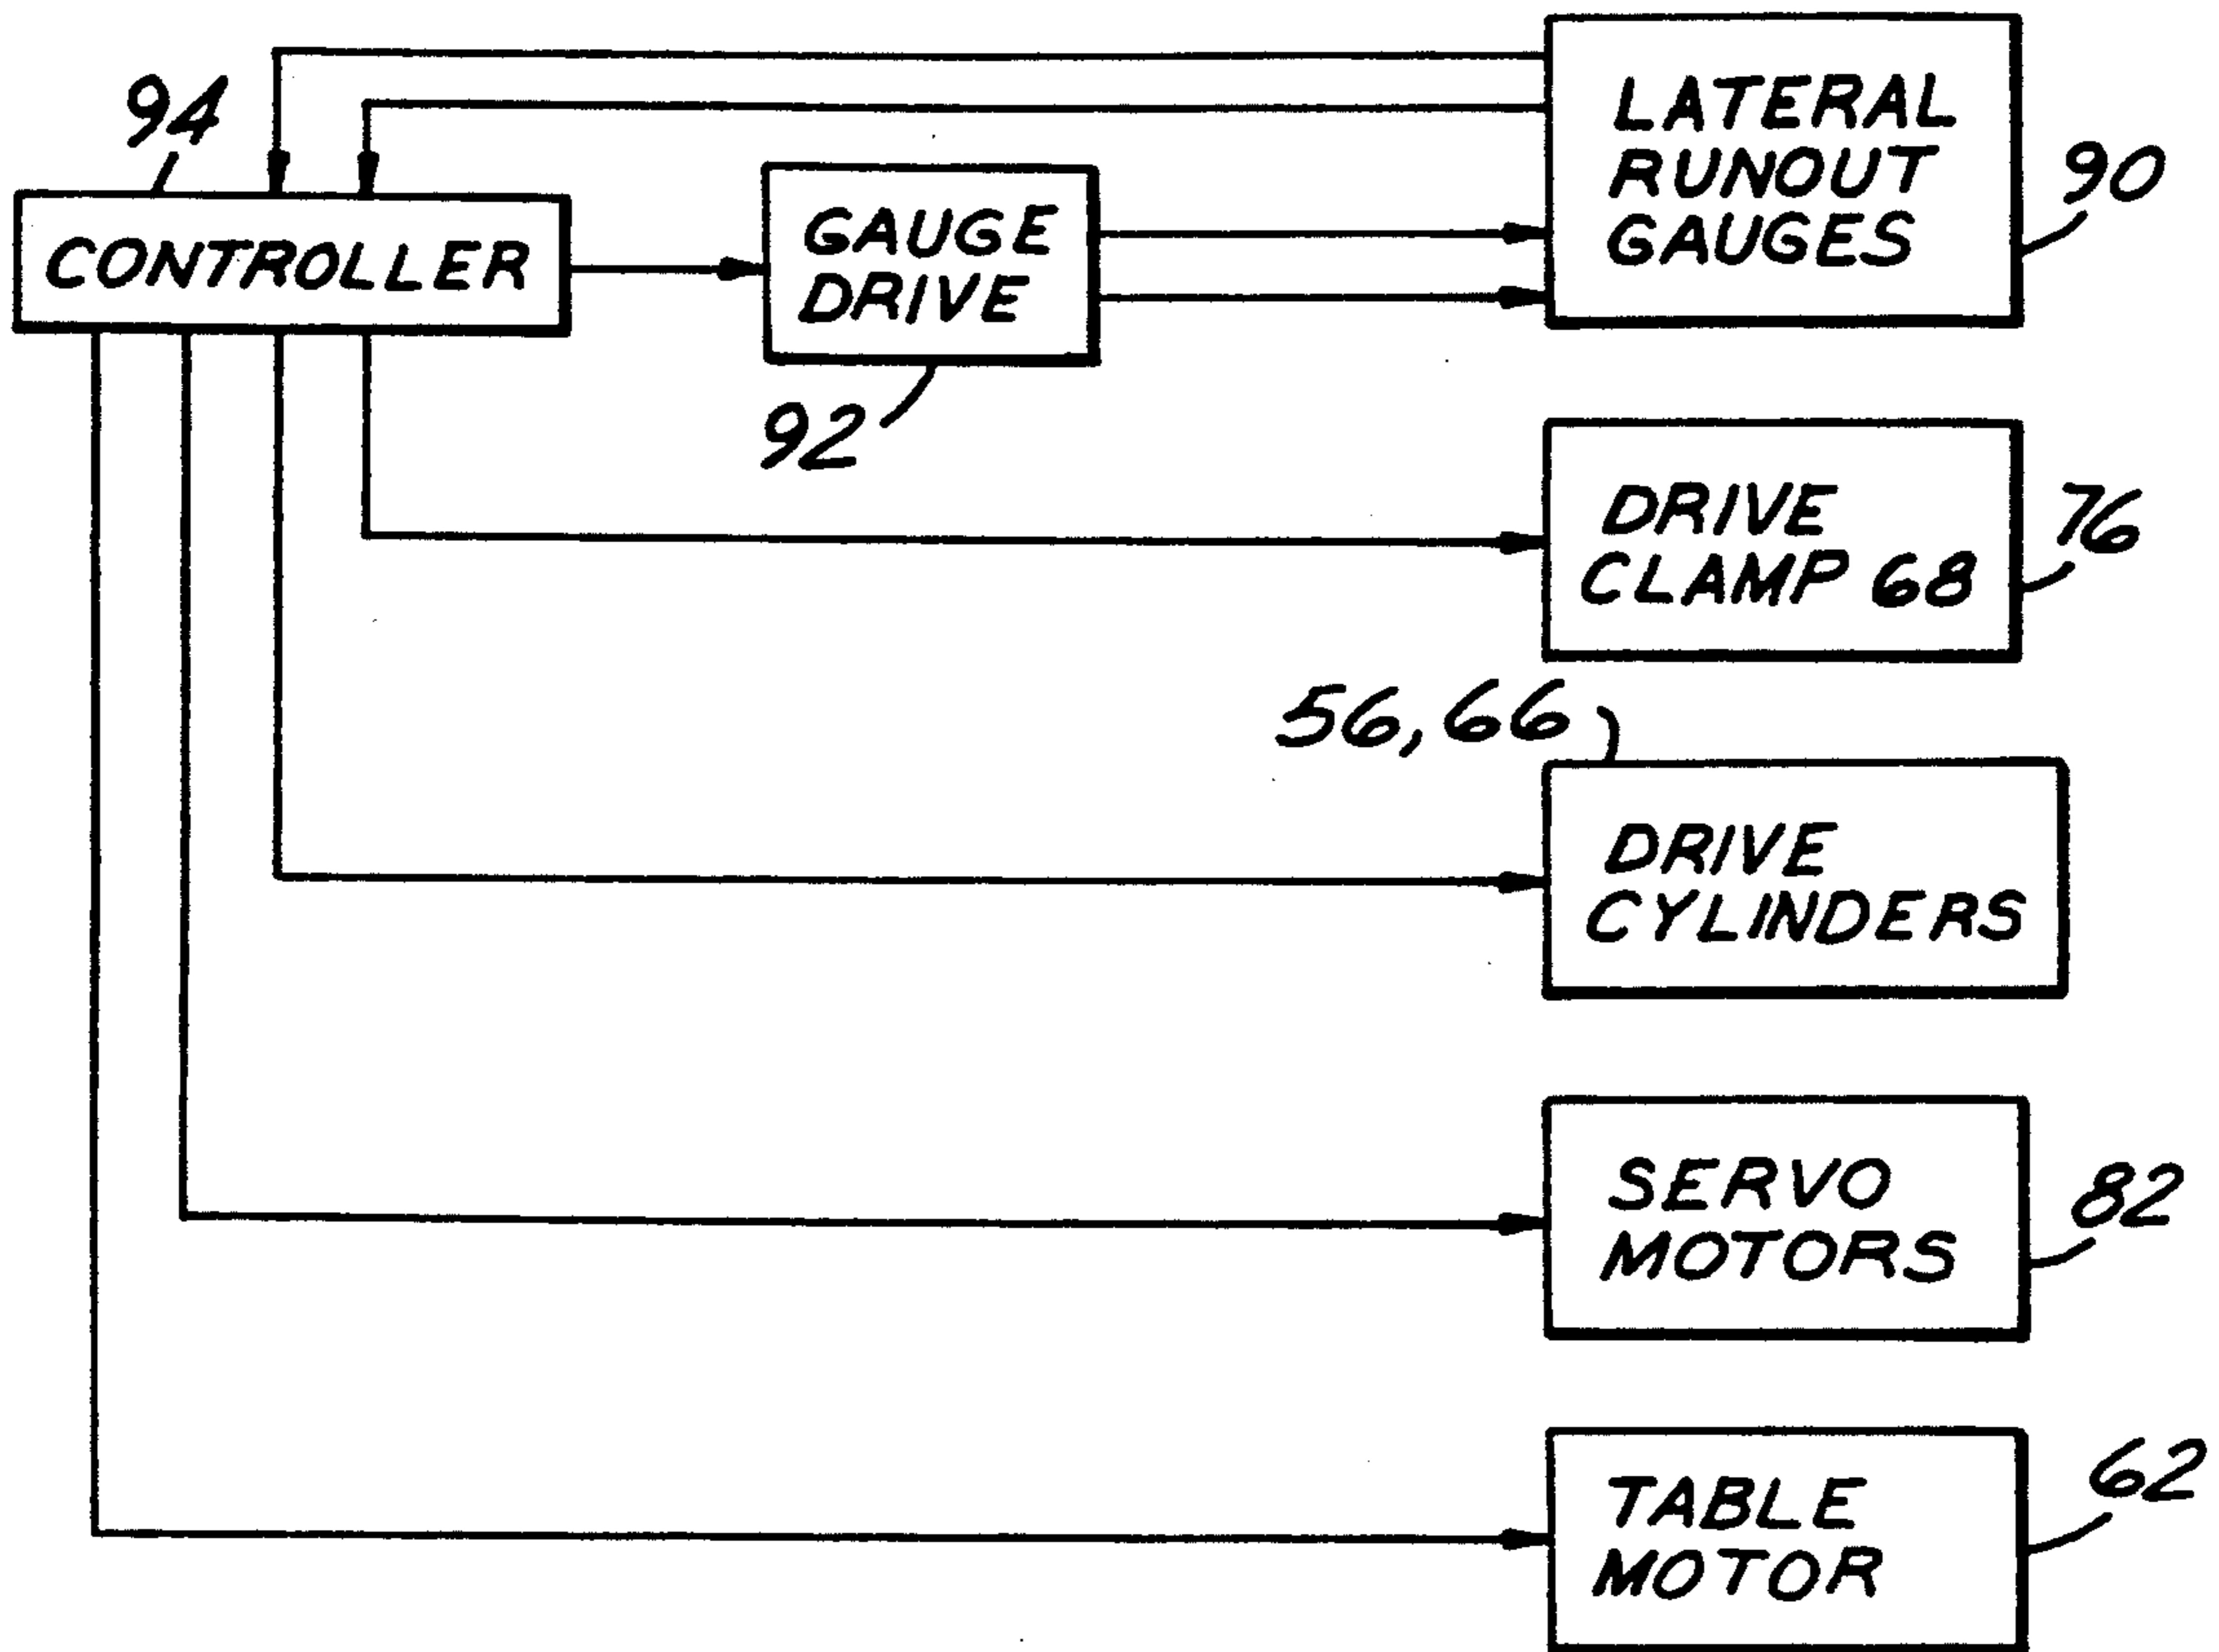 94
CONTROLLER
GAUGE
DRIVE
92
LATERAL
RUNOUT
GAUGES
90
DRIVE
CLAMP 68
76
56,66
DRIVE
CYLINDERS
SERVO
MOTORS
82
TABLE
MOTOR
62